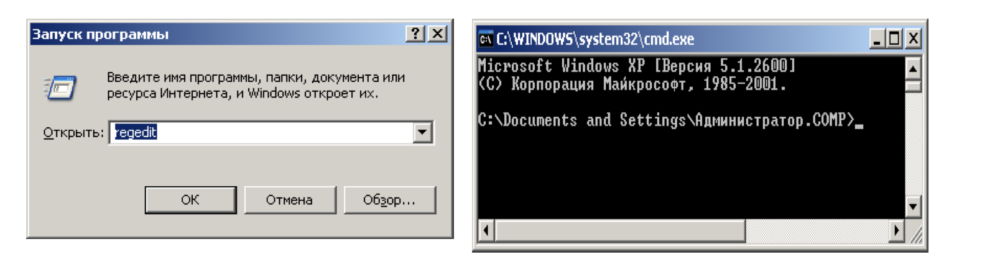 Запуск программы
Введите имя программы, папки, документа или
ресурса Интернета, и Windows откроет их.
Открыть: regedit
ОК
Отмена
Обзор...
C:\WINDOWS\system32\cmd.exe
Microsoft Windows XP [Версия 5.1.2600]
(C) Корпорация Майкрософт, 1985-2001.
C:\Documents and Settings\Администратор.COMP>_